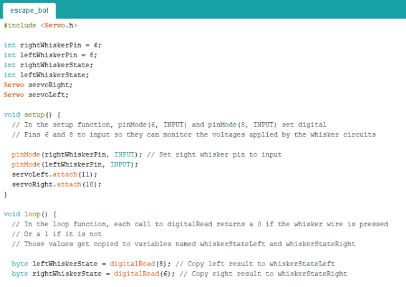 escape_bot
#include <Servo.h>
int rightWhiskerPin = 6;
int leftWhiskerPin = 8;
int rightWhiskerState;
int leftWhiskerState;
Servo servoRight;
Servo servoLeft;
void setup() {
// In the setup function, pinMode(6, INPUT) and pinMode(8, INPUT) set digital
// Pins 6 and 8 to input so they can monitor the voltages applied by the whisker circuits
pinMode(rightWhiskerPin, INPUT); // Set right whisker pin to input
pinMode(leftWhiskerPin, INPUT);
servoLeft.attach(11);
servoRight.attach(10);
}
void loop() {
// In the loop function, each call to digitalRead returns a 0 if the whisker wire is pressed
// Or a 1 if it is not
// Those values get copied to variables named whiskerStateLeft and whiskerStateRight
byte leftWhiskerState = digitalRead(8); // Copy left result to whiskerStateLeft
byte rightWhiskerState = digitalRead(6); // Copy right result to whiskerStateRight